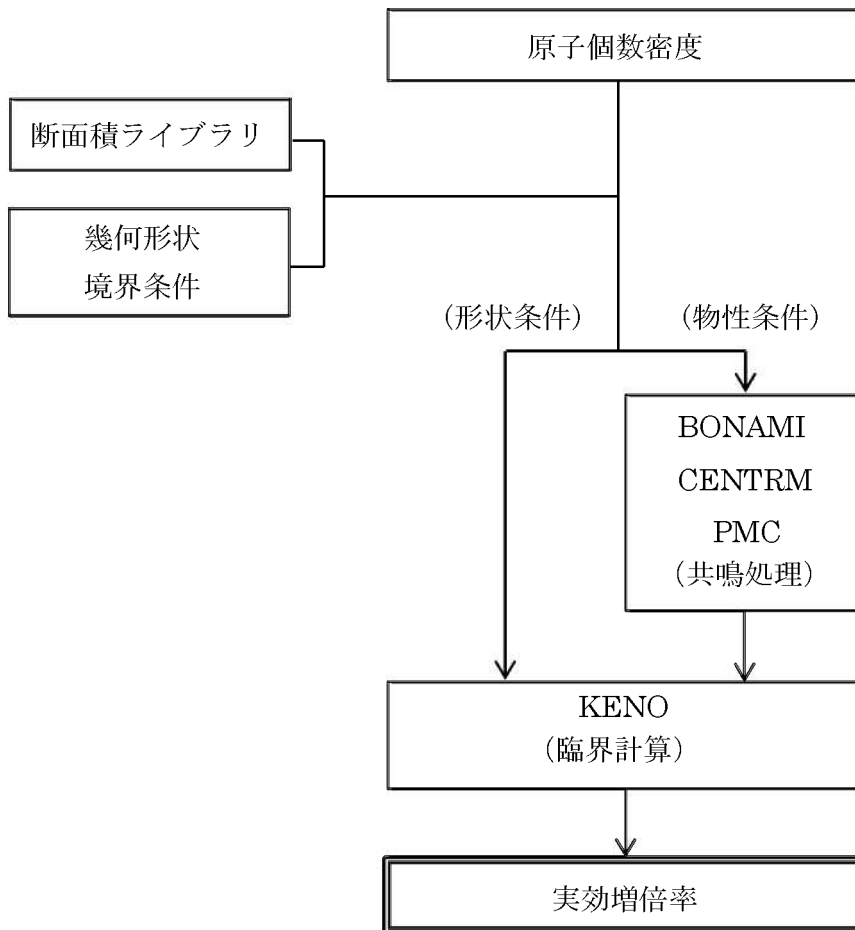 原子個数密度
断面積ライブラリ
幾何形状
境界条件
(形状条件)
(物性条件)
BONAMI
CENTRM
PMC
(共鳴処理)
KENO
(臨界計算)
実効増倍率